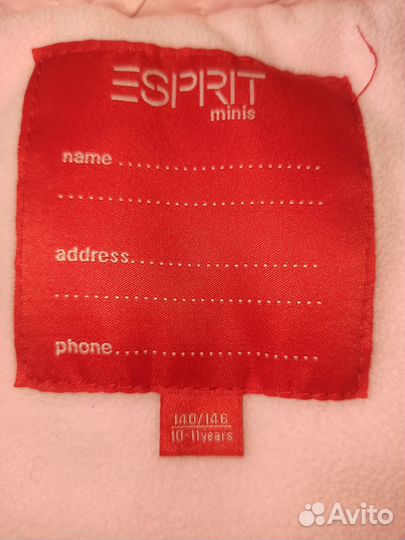 ESPRIT
minis
name ........................
................................
address........................
................................
phone........................
140/146
10-11years
Avito